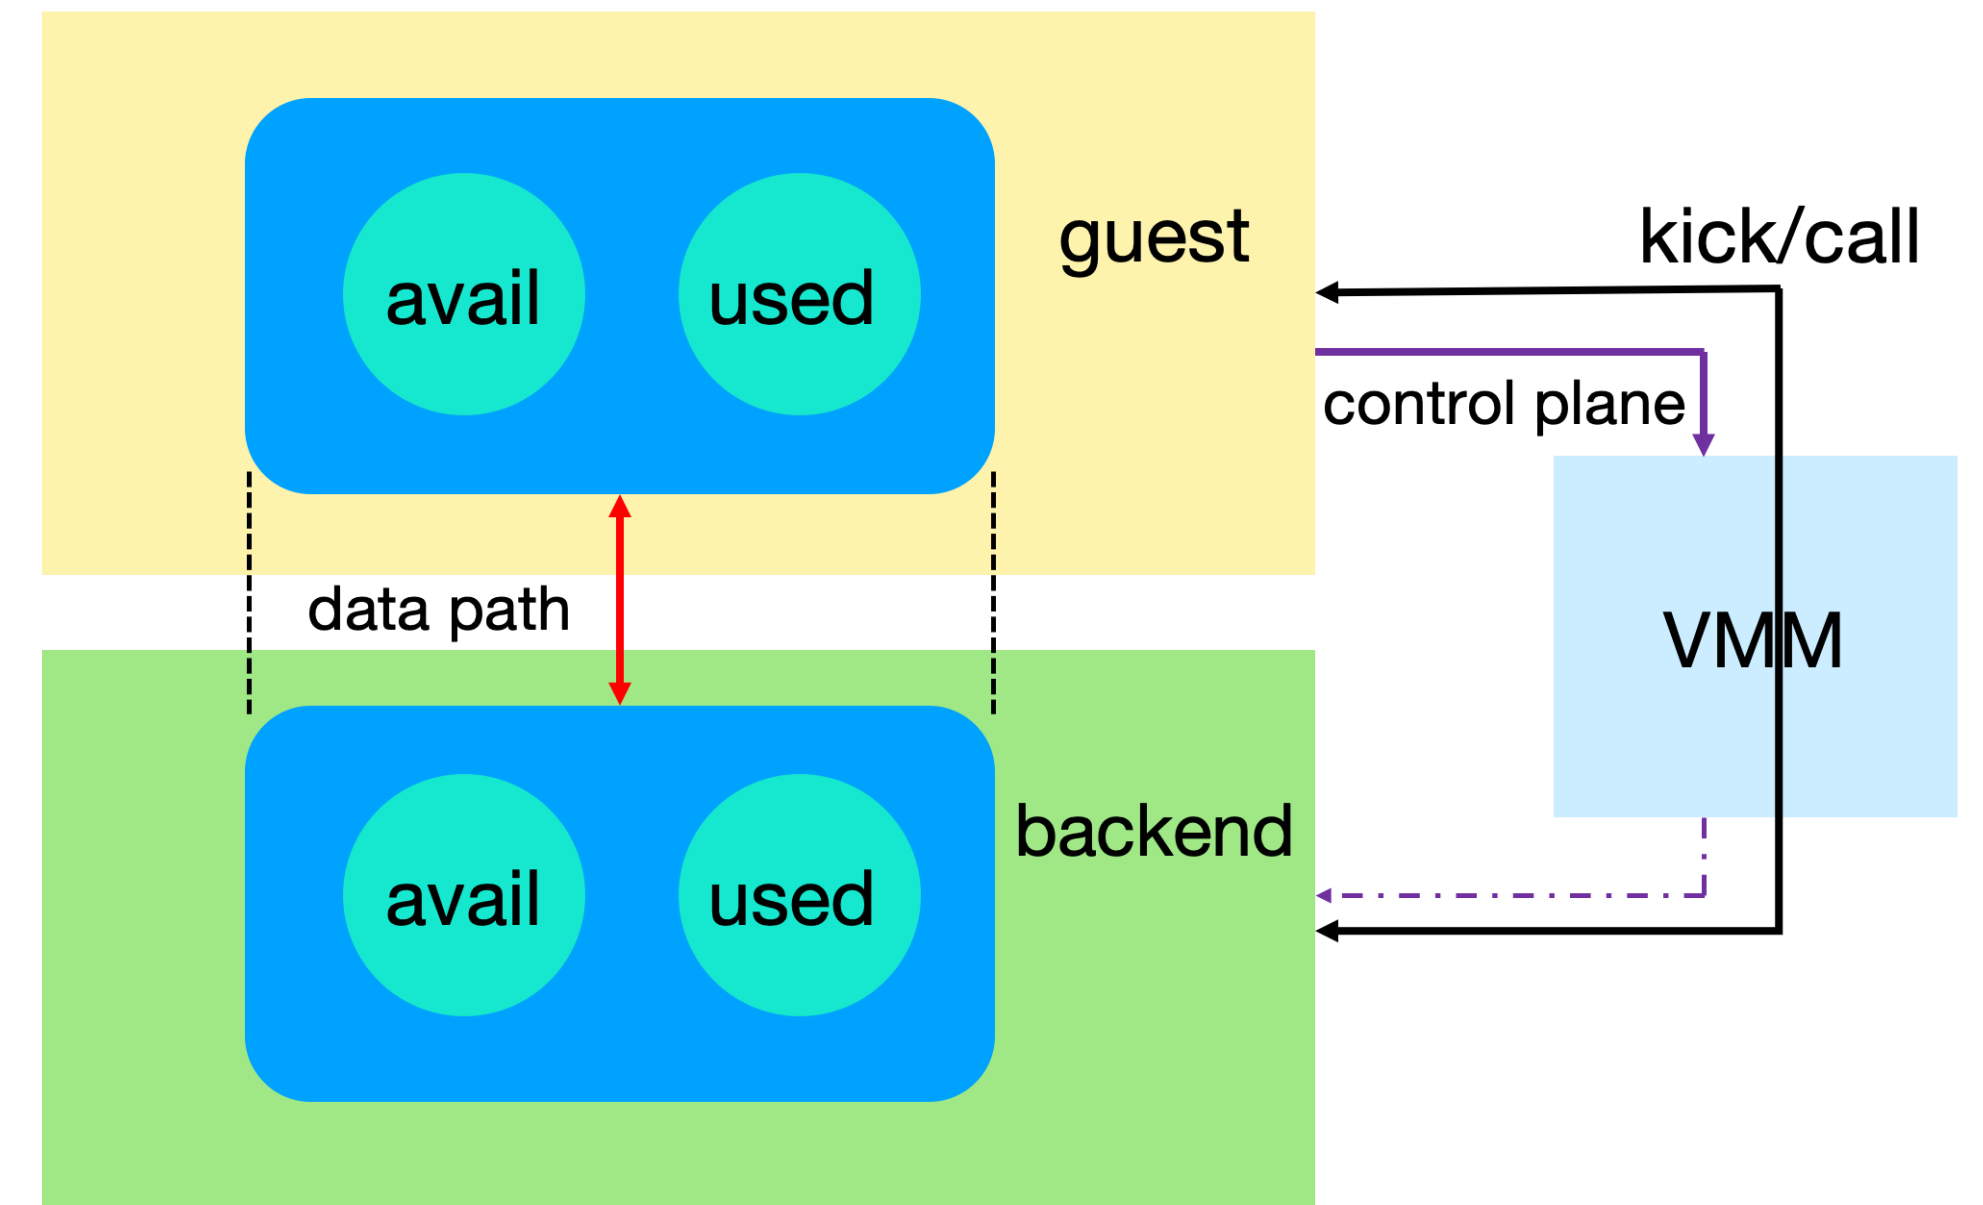 guest
avail
used
kick/call
control plane
data path
VMM
backend
avail
used